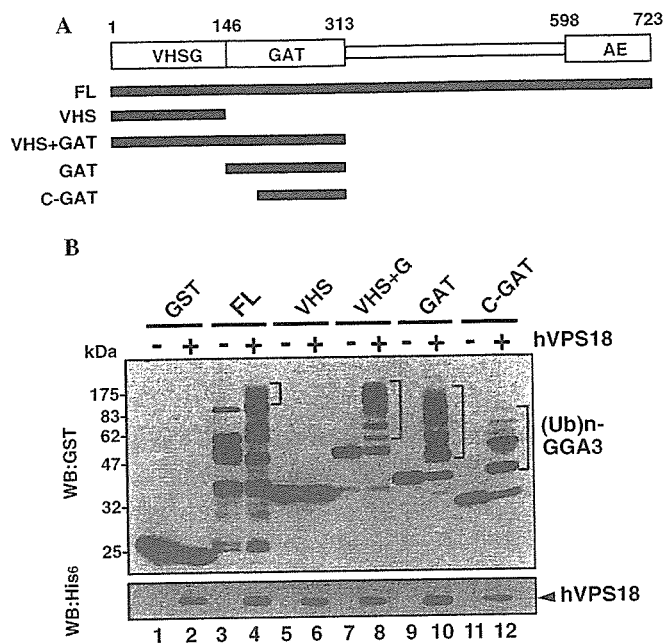 A
1 146 313 598 723
VHSG GAT AE
FL
VHS
VHS+GAT
GAT
C-GAT
B
GST FL VHS VHS+G GAT C-GAT
- + - + - + - + - + - + hVPS18
kDa
175
83
62
47
32
25
WB:GST
(Ub)n-
GGA3
WB:His6
hVPS18
1 2 3 4 5 6 7 8 9 10 11 12